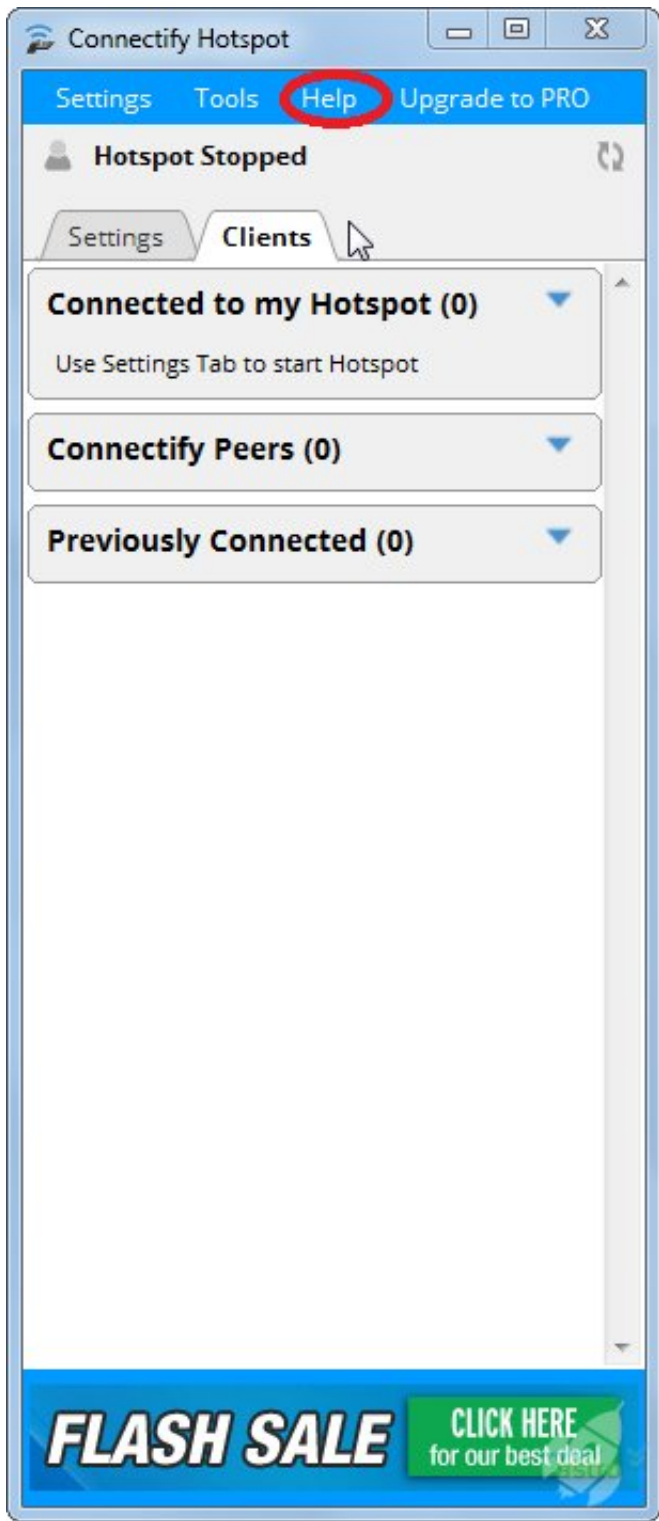 Connectify Hotspot
Settings Tools Help Upgrade to PRO
Hotspot Stopped
Settings Clients
Connected to my Hotspot (0)
Use Settings Tab to start Hotspot
Connectify Peers (0)
Previously Connected (0)
FLASH SALE
CLICK HERE
for our best deal